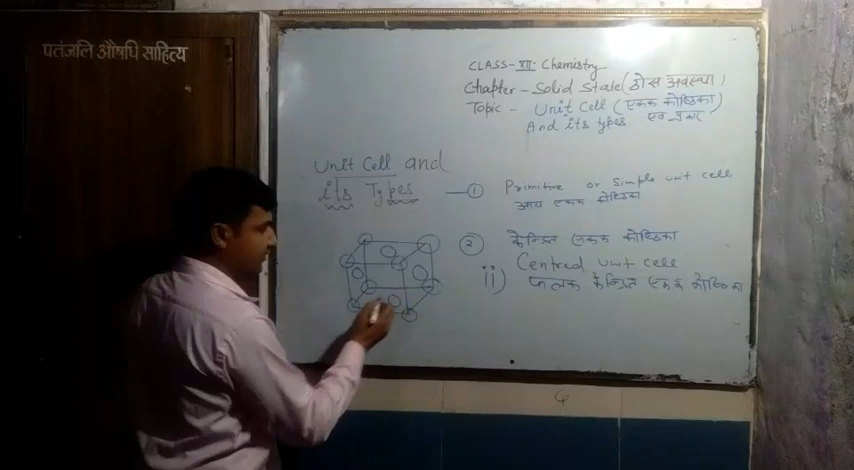 पतंजलि औषधि साहित्य
CLASS-XII- Chemistry
Chapter - Solid State (ठोस अवस्था)
Topic - Unit Cell (एकक कोष्ठिका)
And its types एवं प्रकार
Unit Cell and
its Types
① Primitive or Simple unit cell
आद्य एकक कोष्ठिका
② केन्द्रित एकक कोष्ठिका
Centred unit cell
ii) फलक केन्द्रित एकक कोष्ठिका